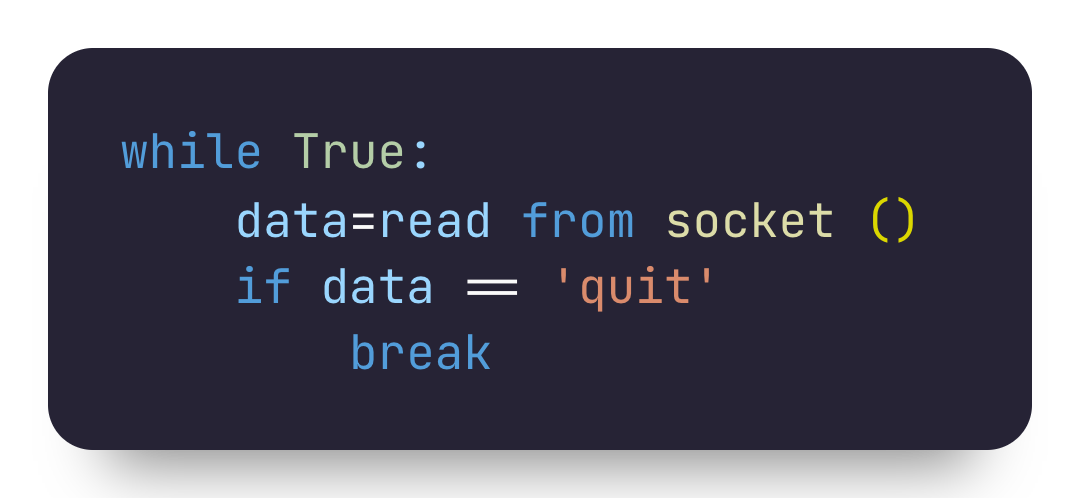 while True:
    data=read from socket ()
    if data == 'quit'
        break